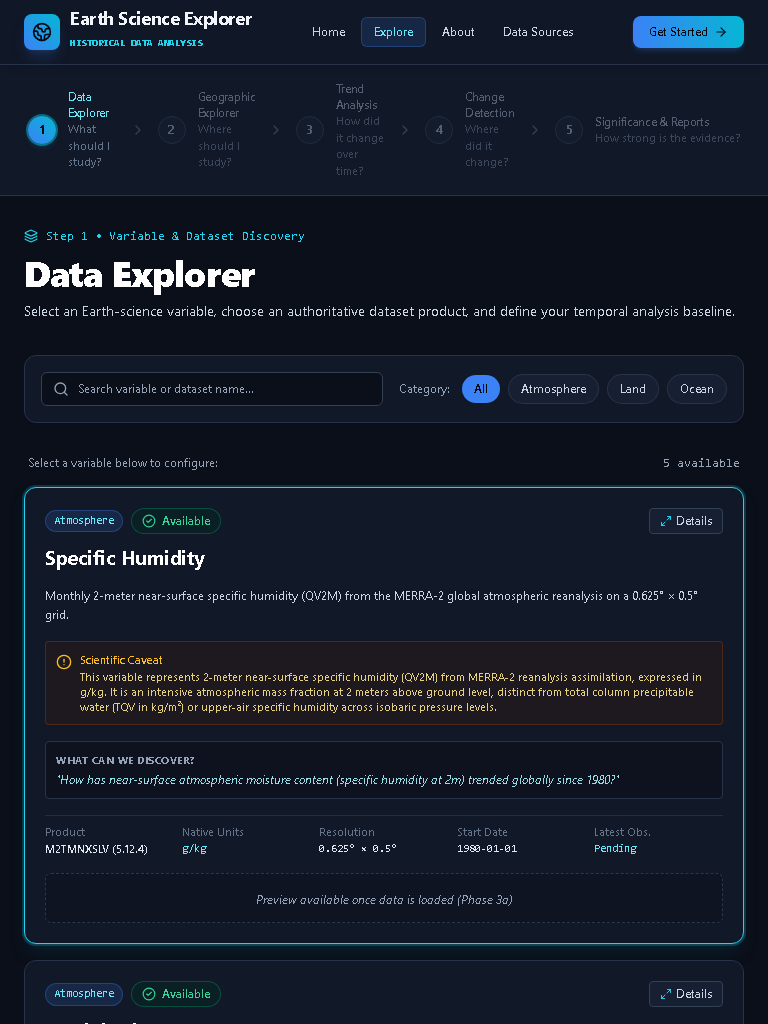 Earth Science Explorer
HISTORICAL DATA ANALYSIS
Home
Explore
About
Data Sources
Get Started
1
Data
Explorer
What
should I
study?
2
Geographic
Explorer
Where
should I
study?
3
Trend
Analysis
How did
it change
over
time?
4
Change
Detection
Where
did it
change?
5
Significance & Reports
How strong is the evidence?
Step 1 • Variable & Dataset Discovery
Data Explorer
Select an Earth-science variable, choose an authoritative dataset product, and define your temporal analysis baseline.
Search variable or dataset name...
Category:
All
Atmosphere
Land
Ocean
Select a variable below to configure:
5 available
Atmosphere
Available
Details
Specific Humidity
Monthly 2-meter near-surface specific humidity (QV2M) from the MERRA-2 global atmospheric reanalysis on a 0.625° × 0.5°
grid.
Scientific Caveat
This variable represents 2-meter near-surface specific humidity (QV2M) from MERRA-2 reanalysis assimilation, expressed in
g/kg. It is an intensive atmospheric mass fraction at 2 meters above ground level, distinct from total column precipitable
water (TQV in kg/m²) or upper-air specific humidity across isobaric pressure levels.
WHAT CAN WE DISCOVER?
"How has near-surface atmospheric moisture content (specific humidity at 2m) trended globally since 1980?"
Product
M2TMNXSLV (5.12.4)
Native Units
g/kg
Resolution
0.625° × 0.5°
Start Date
1980-01-01
Latest Obs.
Pending
Preview available once data is loaded (Phase 3a)
Atmosphere
Available
Details